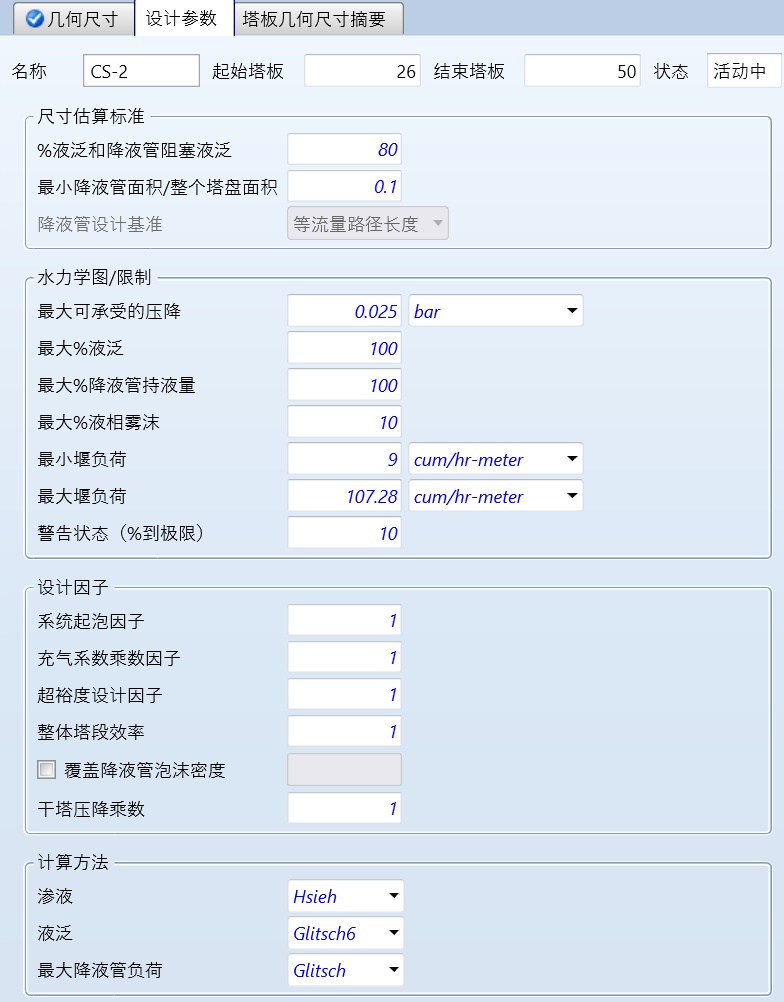 几何尺寸 设计参数 塔板几何尺寸摘要
名称 CS-2 起始塔板 26 结束塔板 50 状态 活动中
尺寸估算标准
%液泛和降液管阻塞液泛 80
最小降液管面积/整个塔盘面积 0.1
降液管设计基准 等流量路径长度
水力学图/限制
最大可承受的压降 0.025 bar
最大%液泛 100
最大%降液管持液量 100
最大%液相雾沫 10
最小堰负荷 9 cum/hr-meter
最大堰负荷 107.28 cum/hr-meter
警告状态（%到极限） 10
设计因子
系统起泡因子 1
充气系数乘数因子 1
超裕度设计因子 1
整体塔段效率 1
覆盖降液管泡沫密度
干塔压降乘数 1
计算方法
渗液 Hsieh
液泛 Glitsch6
最大降液管负荷 Glitsch